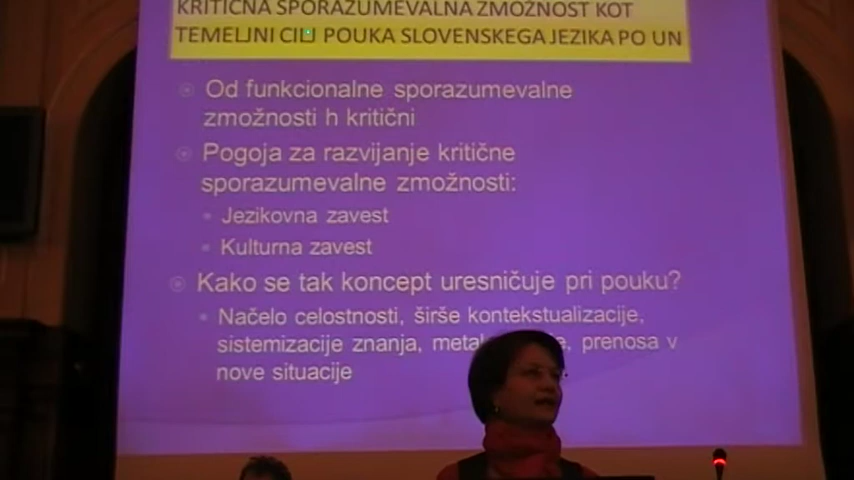 KRITIČNA SPORAZUMEVALNA ZMOŽNOST KOT
TEMELJNI CILJ POUKA SLOVENSKEGA JEZIKA PO UN
Od funkcionalne sporazumevalne
zmožnosti h kritični
Pogoja za razvijanje kritične
sporazumevalne zmožnosti:
Jezikovna zavest
Kulturna zavest
Kako se tak koncept uresničuje pri pouku?
Načelo celostnosti, širše kontekstualizacije,
sistemizacije znanja, prenosa v
nove situacije